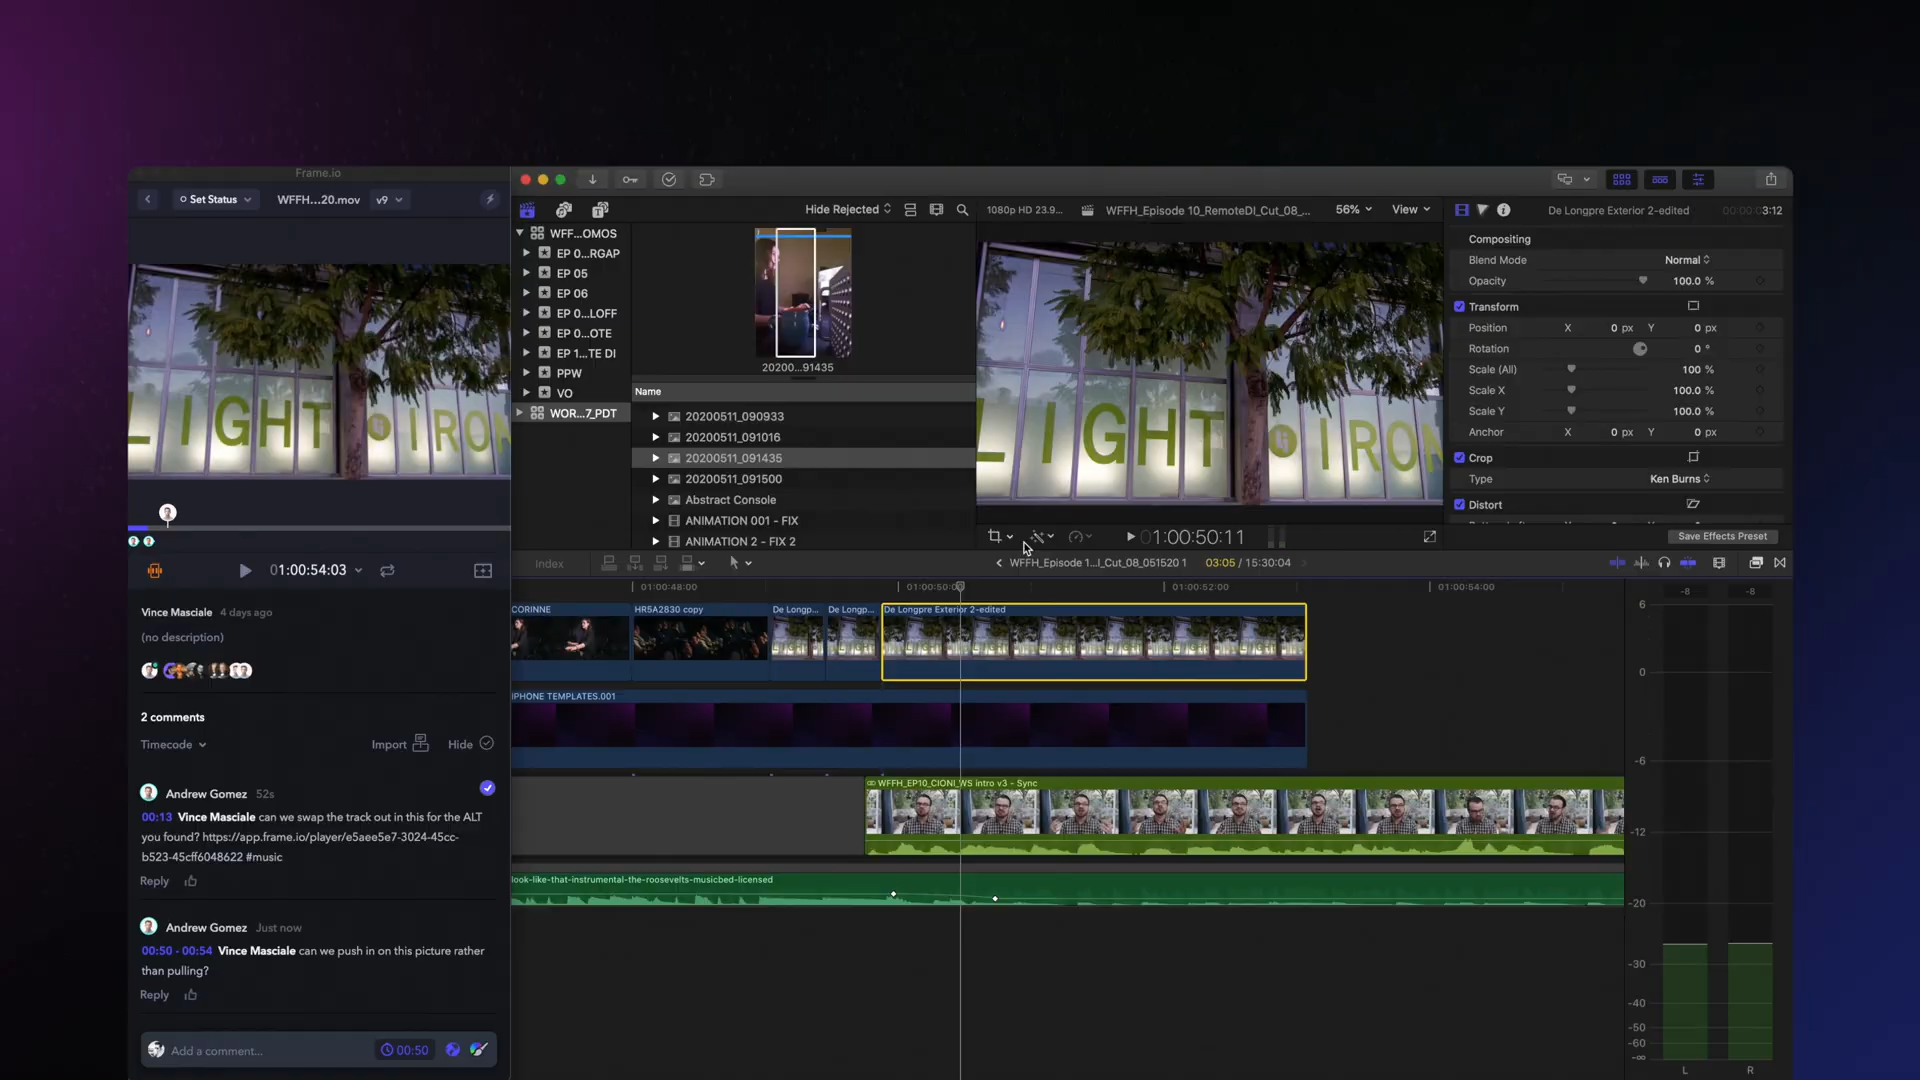 Frame.io
Set Status
WFFH...20.mov
v9
LIGHT IRON
01:00:54:03
Vince Masciale 4 days ago
(no description)
2 comments
Timecode
Import
Hide
Andrew Gomez 52s
00:13 Vince Masciale can we swap the track out in this for the ALT
you found? https://app.frame.io/player/e5aee5e7-3024-45cc-
b523-45cff6048622 #music
Reply
Andrew Gomez Just now
00:50 - 00:54 Vince Masciale can we push in on this picture rather
than pulling?
Reply
Add a comment...
00:50
Hide Rejected
WFF...OMOS
EP 0...RGAP
EP 05
EP 06
EP 0...LOFF
EP 0...OTE
EP 1...TE DI
PPW
VO
WOR...7_PDT
20200...91435
Name
20200511_090933
20200511_091016
20200511_091435
20200511_091500
Abstract Console
ANIMATION 001 - FIX
ANIMATION 2 - FIX 2
1080p HD 23.9...
WFFH_Episode 10_RemoteDI_Cut_08_...
56%
View
LIGHT IRON
01:00:50:11
De Longpre Exterior 2-edited
3:12
Compositing
Blend Mode
Normal
Opacity
100.0 %
Transform
Position X 0 px Y 0 px
Rotation 0 °
Scale (All) 100 %
Scale X 100.0 %
Scale Y 100.0 %
Anchor X 0 px Y 0 px
Crop
Type Ken Burns
Distort
Save Effects Preset
Index
WFFH_Episode 1...I_Cut_08_051520 1
03:05 / 15:30:04
01:00:48:00
01:00:50:0
01:00:52:00
01:00:54:00
CORINNE
HR5A2830 copy
De Longp...
De Longp...
De Longpre Exterior 2-edited
IPHONE TEMPLATES.001
WFFH_EP10_CIONI_WS intro v3 - Sync
look-like-that-instrumental-the-roosevelts-musicbed-licensed
-8 -8
6
0
-6
-12
-20
-30
-40
-50
-60
-∞
L R